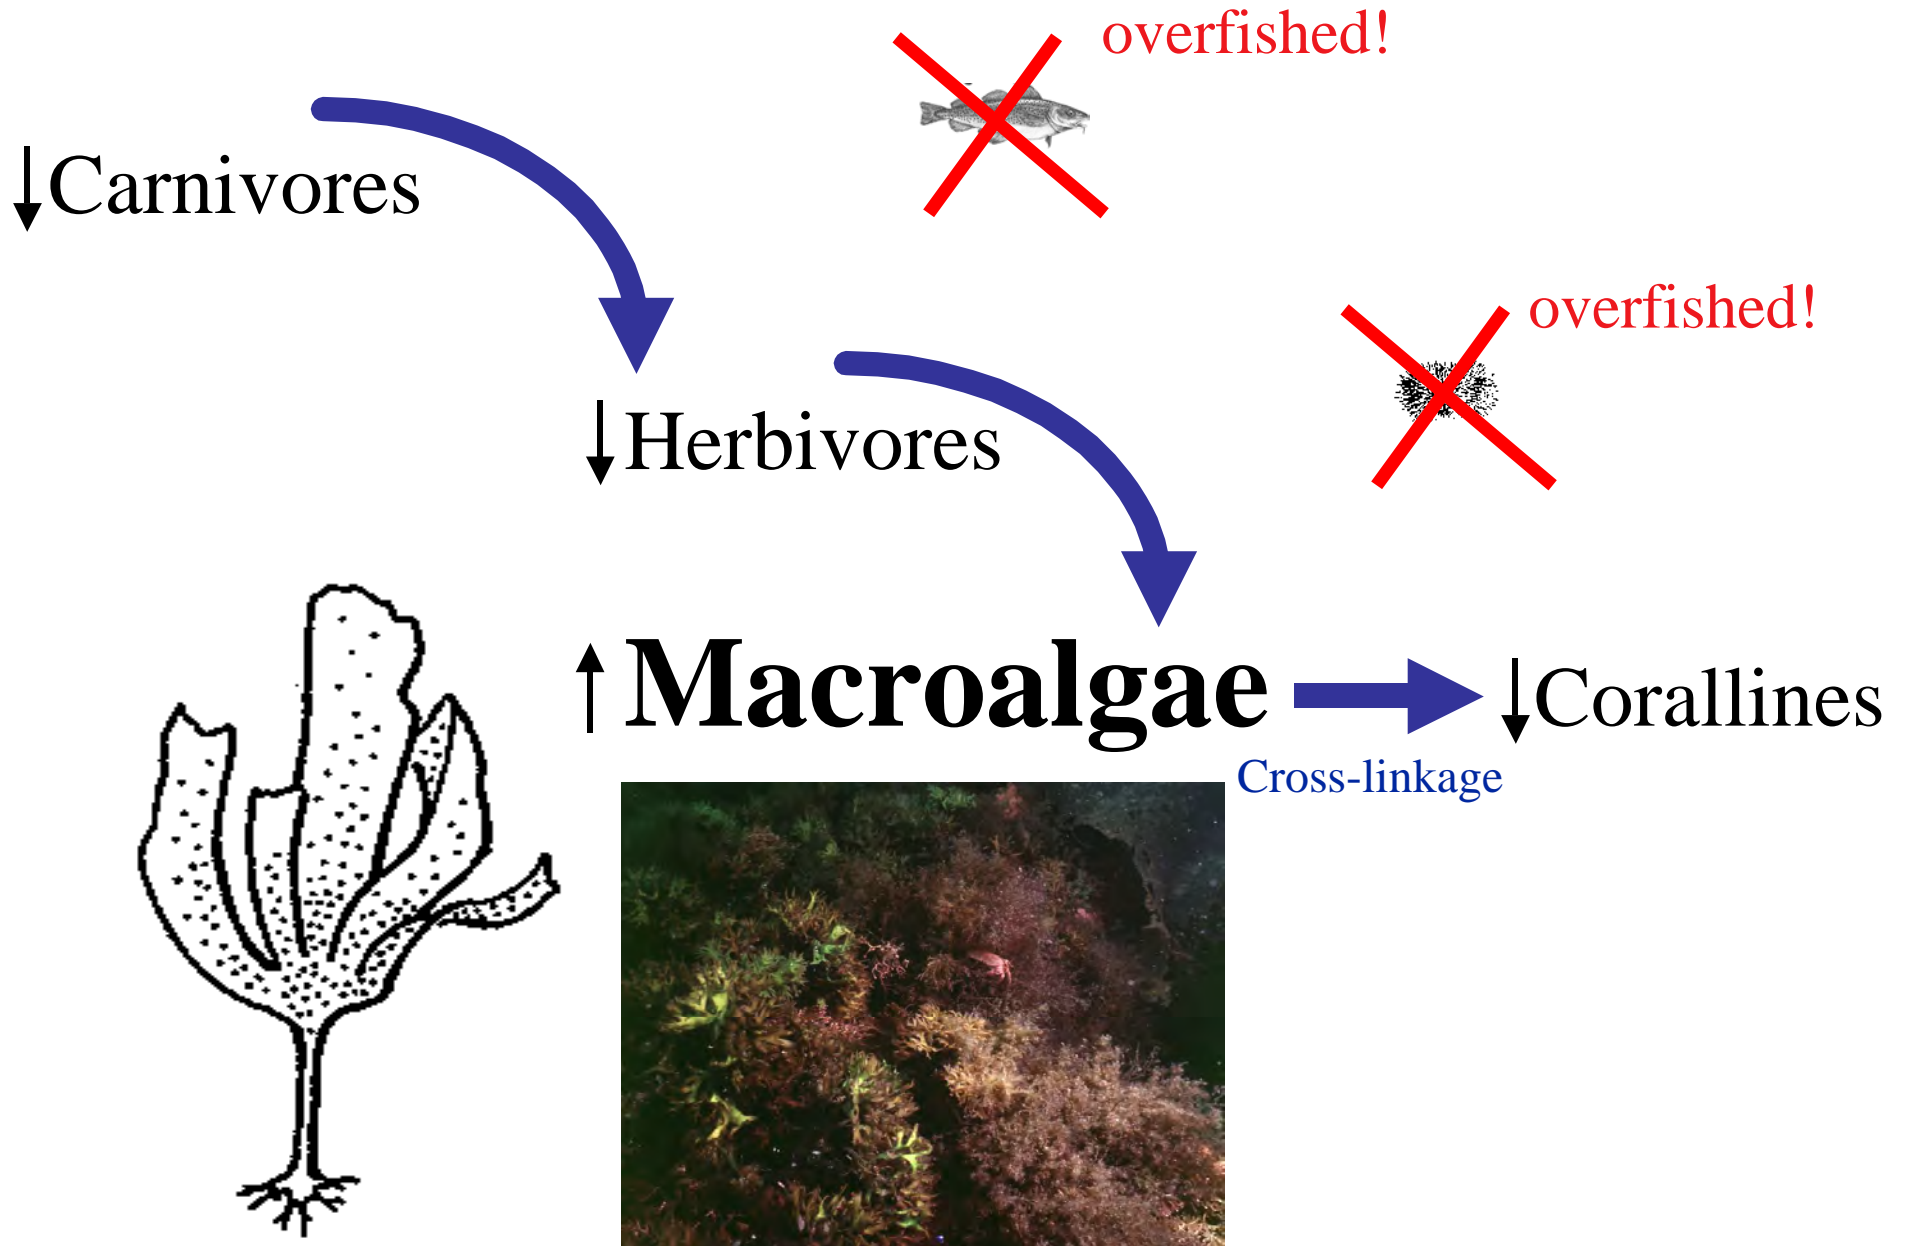 overfished!
↓Carnivores
overfished!
↓Herbivores
↑Macroalgae
↓Corallines
Cross-linkage